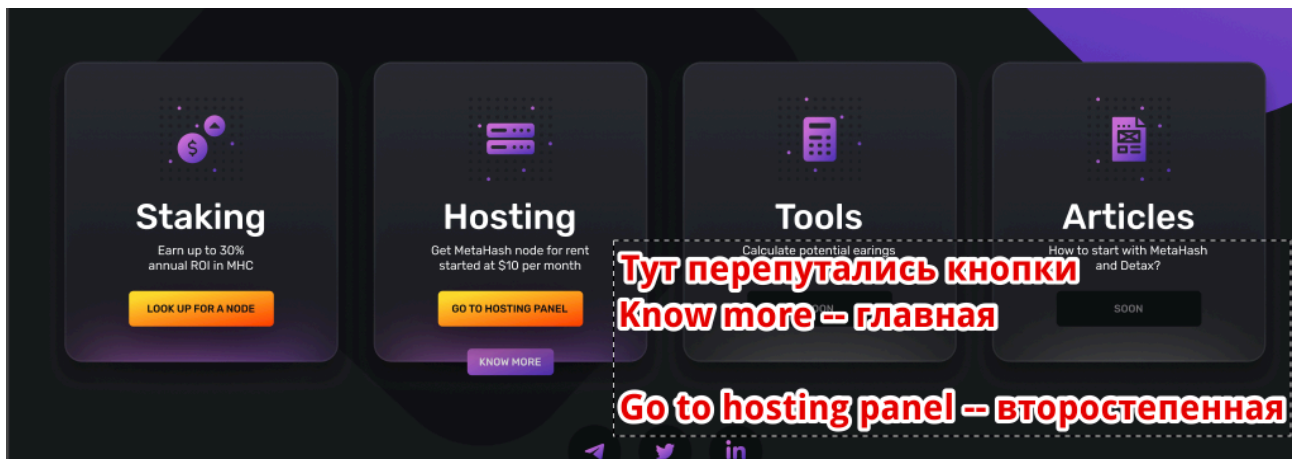 Staking
Earn up to 30%
annual ROI in MHC
LOOK UP FOR A NODE
Hosting
Get MetaHash node for rent
started at $10 per month
GO TO HOSTING PANEL
KNOW MORE
Tools
Calculate potential earings
Articles
How to start with MetaHash
and Detax?
SOON
Тут перепутались кнопки
Know more -- главная
Go to hosting panel -- второстепенная
in